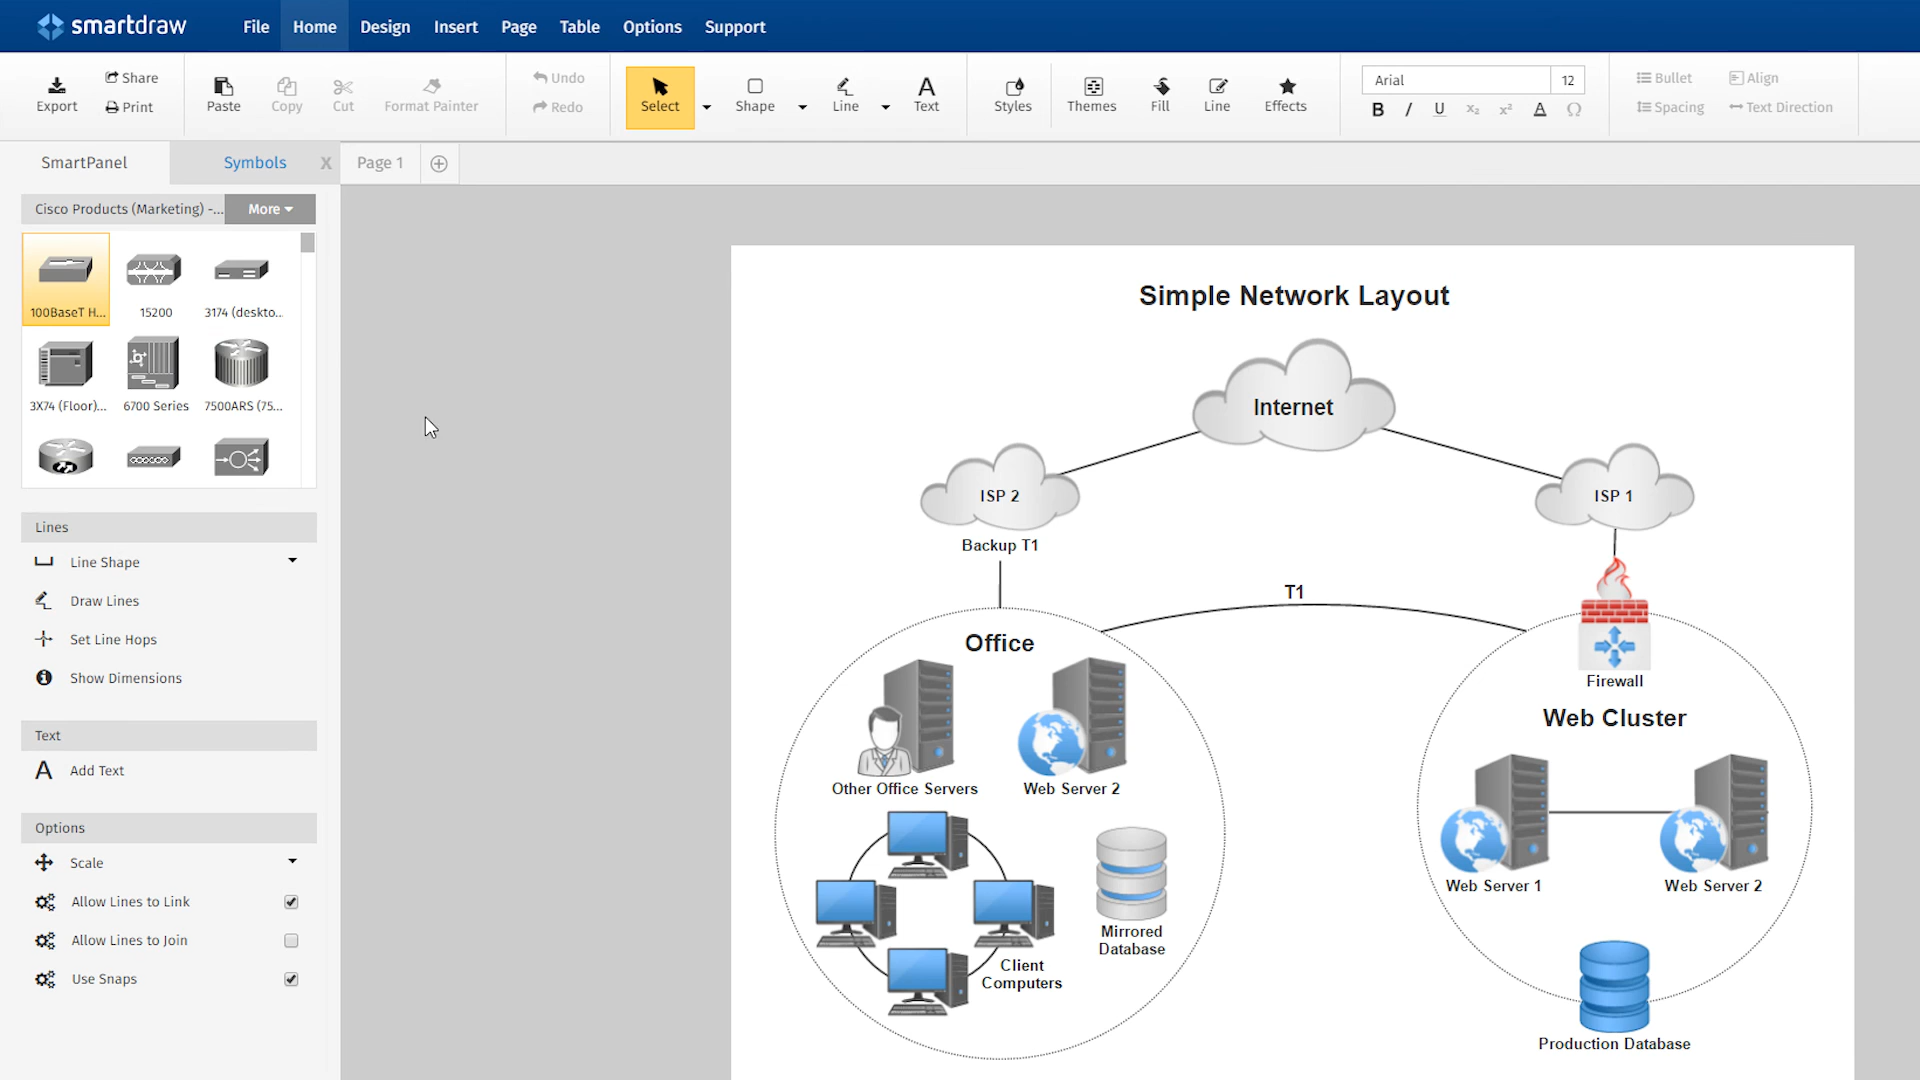 smartdraw
File Home Design Insert Page Table Options Support
Export
Share
Print
Paste
Copy
Cut
Format Painter
Undo
Redo
Select
Shape
Line
Text
Styles
Themes
Fill
Line
Effects
Arial 12
B I U x₂ x² A Ω
Bullet
Spacing
Align
Text Direction
SmartPanel
Symbols X
Page 1
Cisco Products (Marketing) -...
More
100BaseT H...
15200
3174 (deskto...
3X74 (Floor)...
6700 Series
7500ARS (75...
Lines
Line Shape
Draw Lines
Set Line Hops
Show Dimensions
Text
A Add Text
Options
Scale
Allow Lines to Link
Allow Lines to Join
Use Snaps
Simple Network Layout
Internet
ISP 2
ISP 1
Backup T1
T1
Office
Firewall
Web Cluster
Other Office Servers
Web Server 2
Web Server 1
Web Server 2
Mirrored
Database
Client
Computers
Production Database